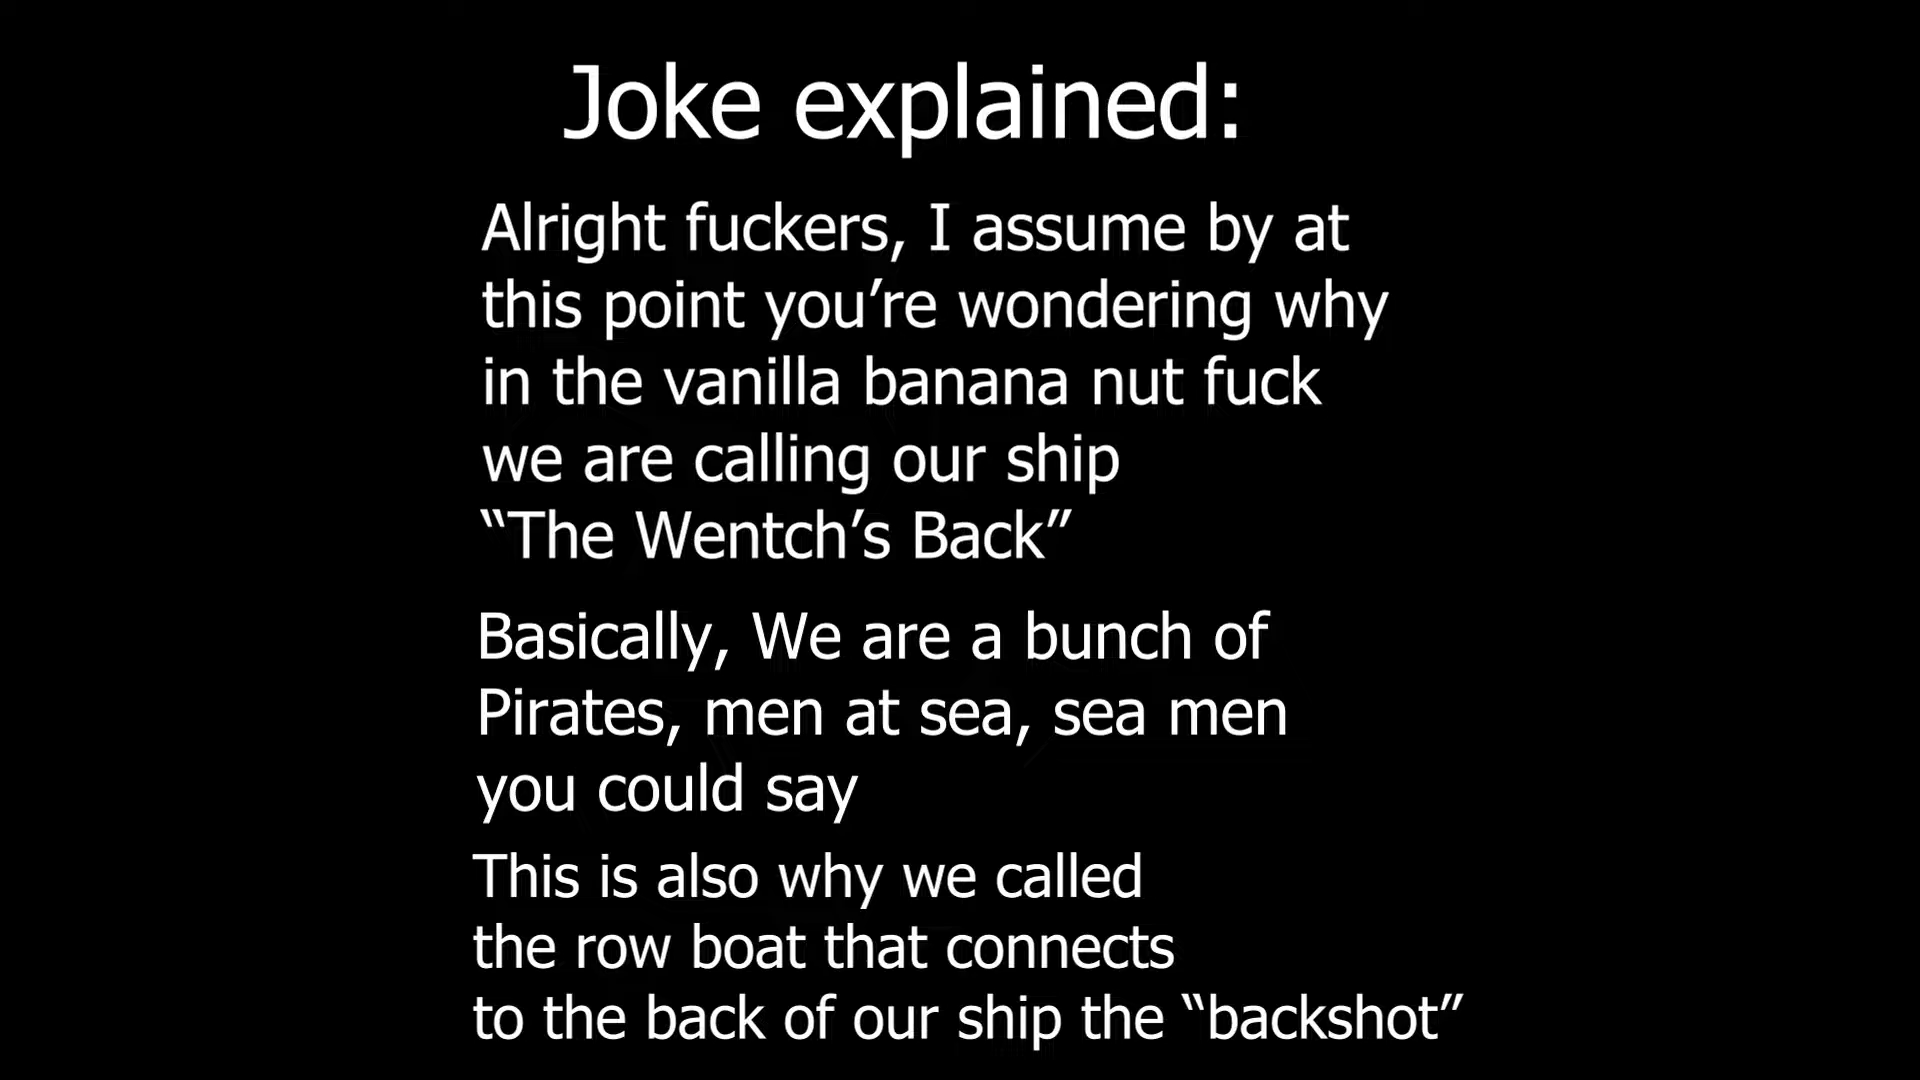 Joke explained:
Alright fuckers, I assume by at
this point you’re wondering why
in the vanilla banana nut fuck
we are calling our ship
“The Wentch’s Back”
Basically, We are a bunch of
Pirates, men at sea, sea men
you could say
This is also why we called
the row boat that connects
to the back of our ship the “backshot”